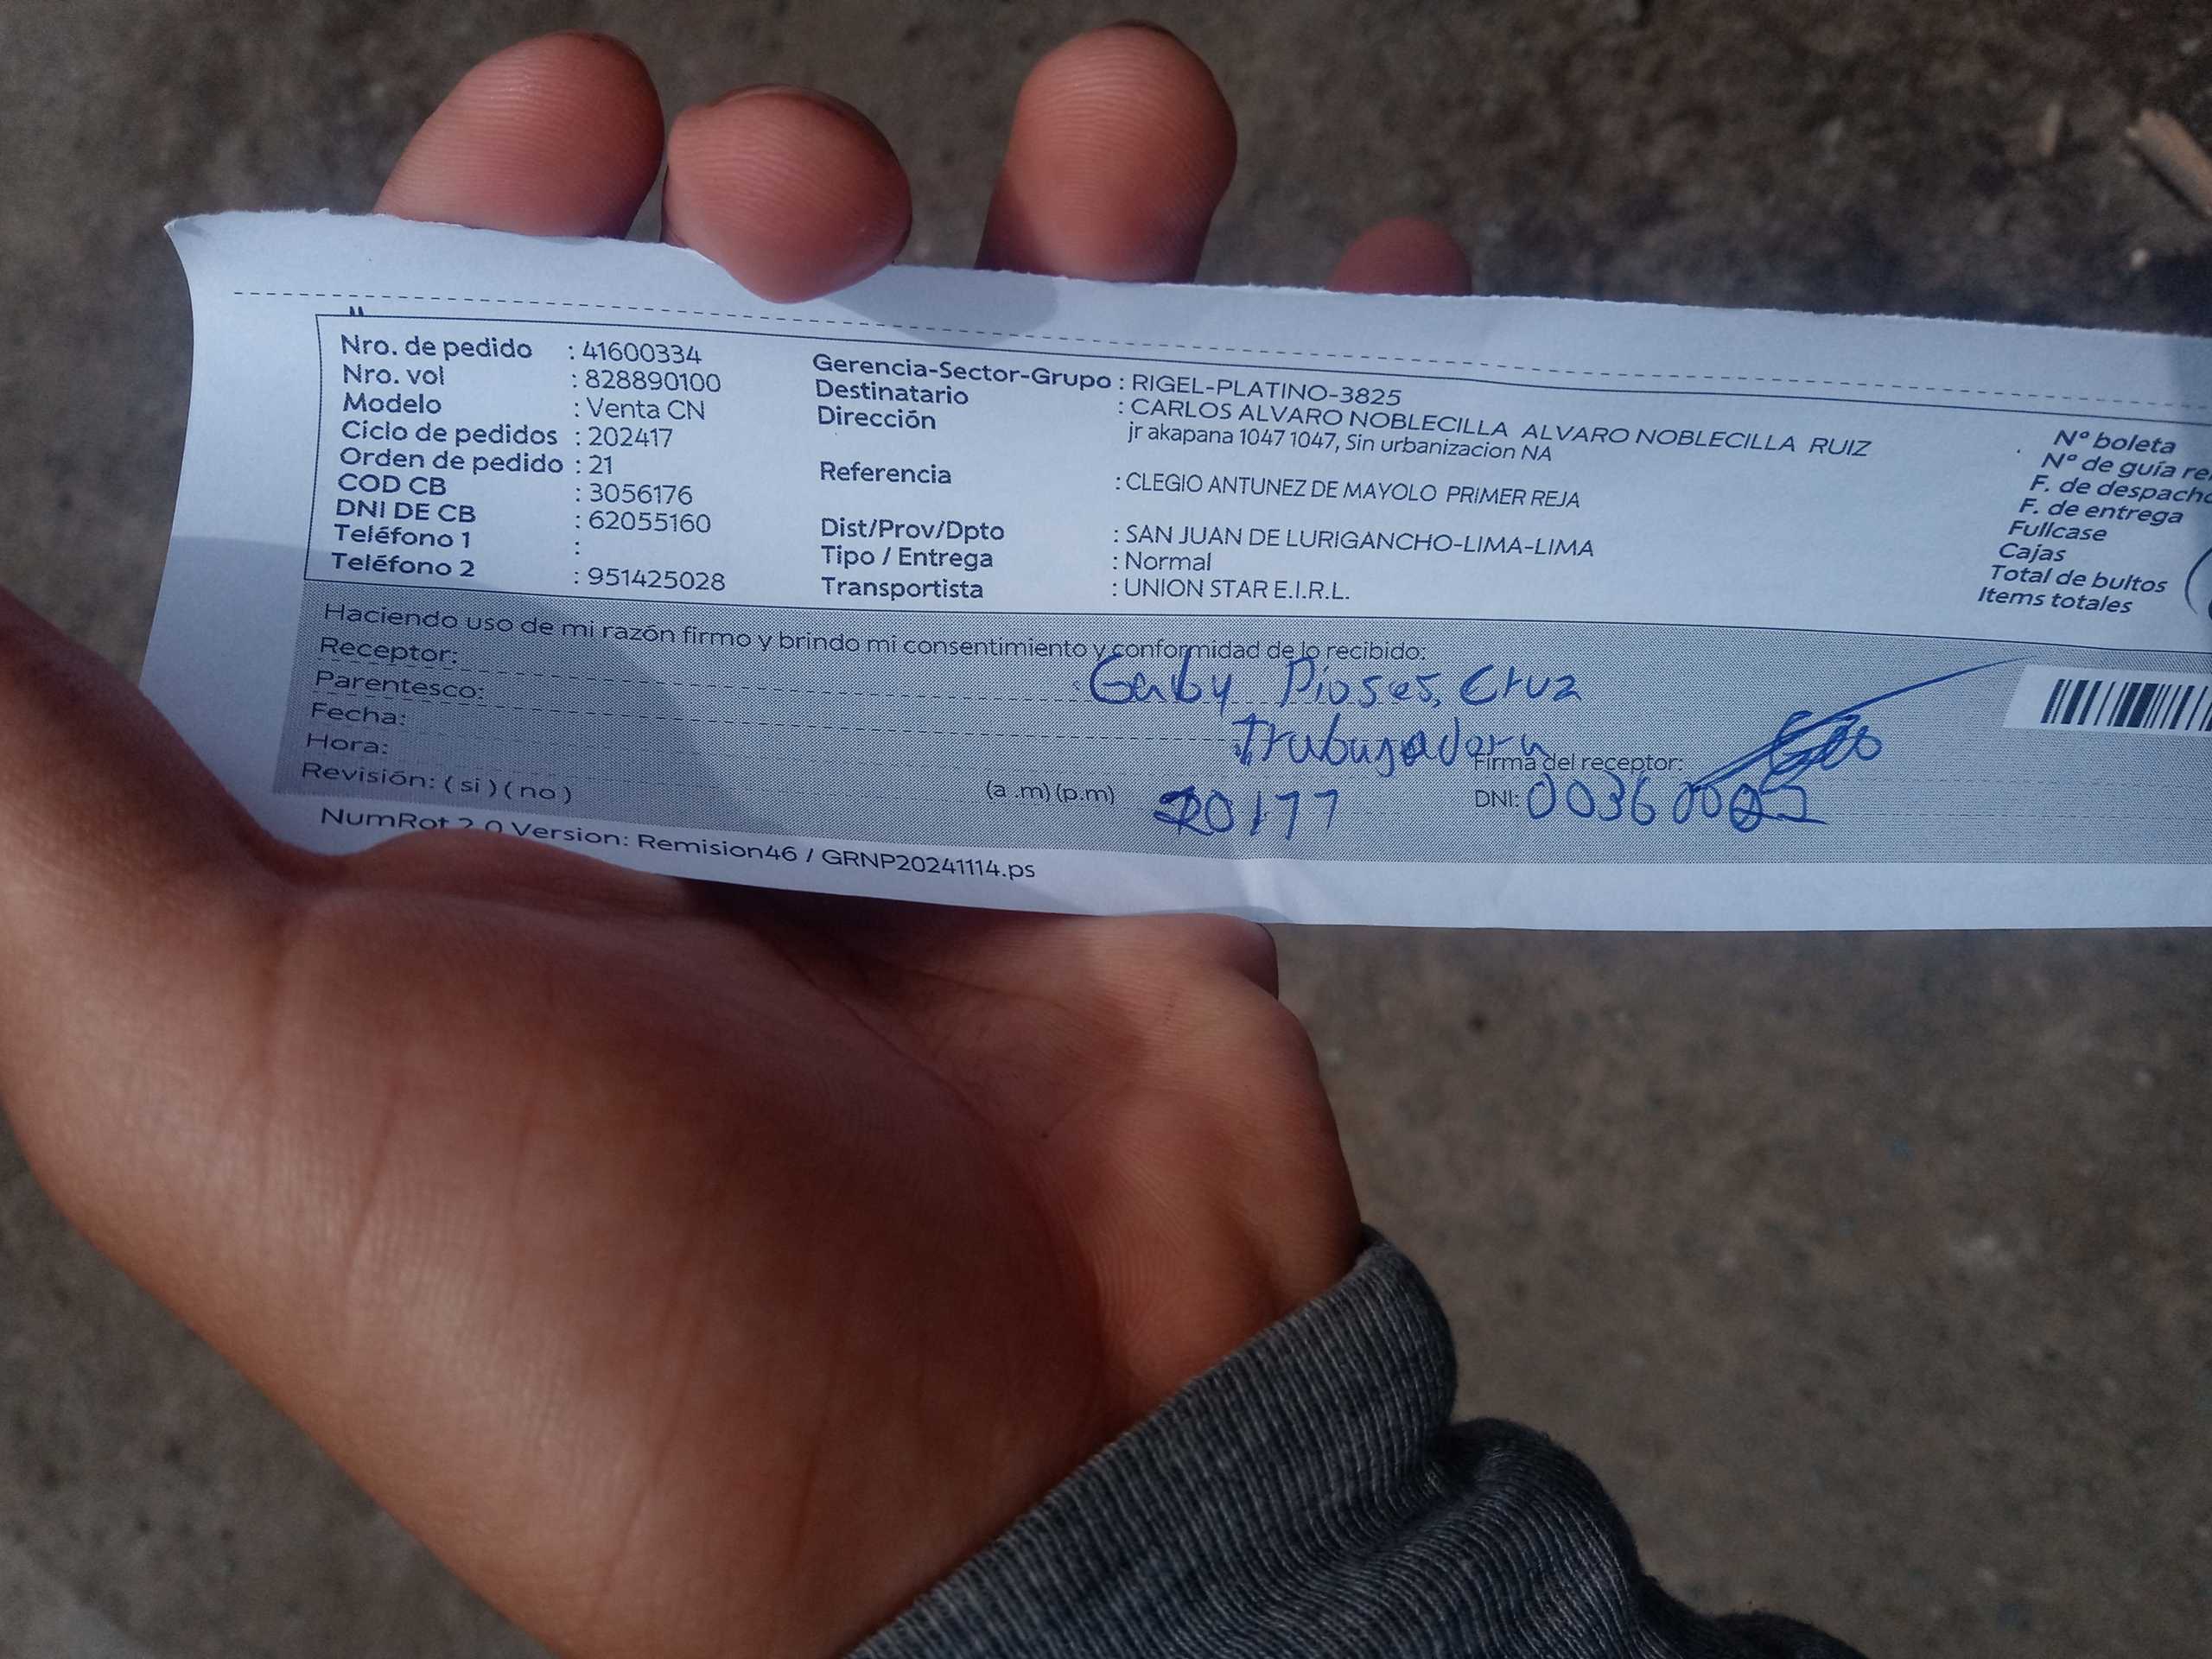 Nro. de pedido : 41600334
Nro. vol : 828890100
Modelo : Venta CN
Ciclo de pedidos : 202417
Orden de pedido : 21
COD CB : 3056176
DNI DE CB : 62055160
Teléfono 1 :
Teléfono 2 : 951425028
Gerencia-Sector-Grupo : RIGEL-PLATINO-3825
Destinatario : CARLOS ALVARO NOBLECILLA ALVARO NOBLECILLA RUIZ
Dirección jr akapana 1047 1047, Sin urbanizacion NA
Referencia : CLEGIO ANTUNEZ DE MAYOLO PRIMER REJA
Dist/Prov/Dpto : SAN JUAN DE LURIGANCHO-LIMA-LIMA
Tipo / Entrega : Normal
Transportista : UNION STAR E.I.R.L.
N° boleta
N° de guía
F. de despacho
F. de entrega
Fullcase
Cajas
Total de bultos
Items totales
Haciendo uso de mi razón firmo y brindo mi consentimiento y conformidad de lo recibido:
Receptor: Gaby Cruz
Parentesco: trabagadora
Fecha:
Hora: (a .m) (p.m)
Revisión: ( si ) ( no )
Firma del receptor:
DNI:
NumRot 2.0 Version: Remision46 / GRNP20241114.ps